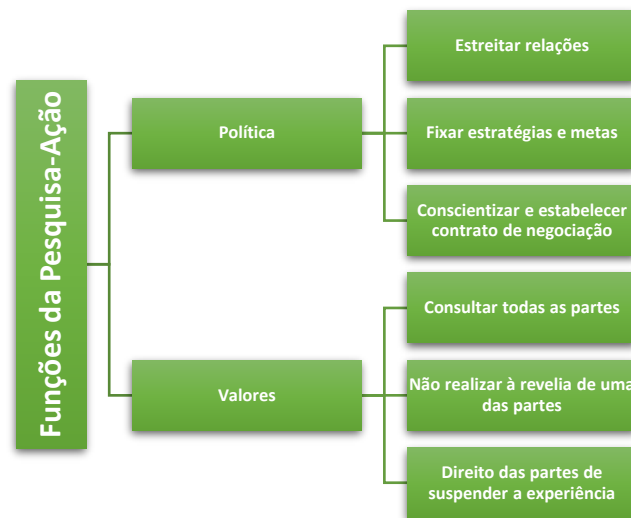 Funções da Pesquisa-Ação
Política
Estreitar relações
Fixar estratégias e metas
Conscientizar e estabelecer
contrato de negociação
Valores
Consultar todas as partes
Não realizar à revelia de uma
das partes
Direito das partes de
suspender a experiência